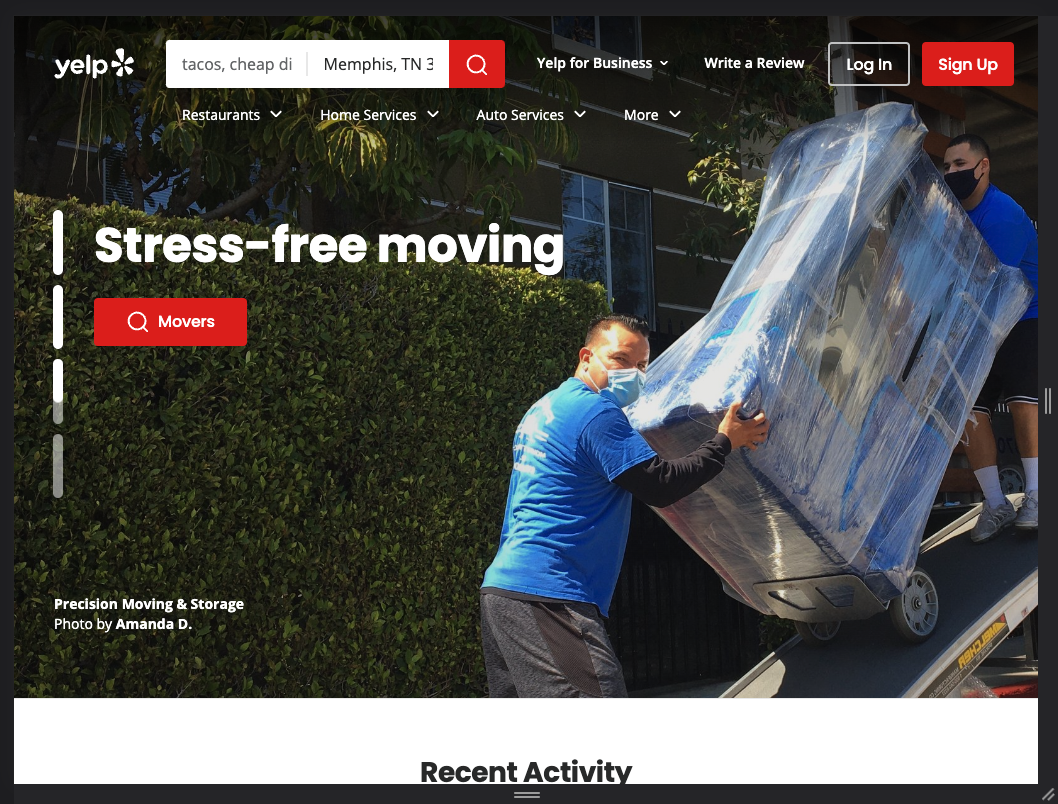 yelp
tacos, cheap di
Memphis, TN 3
Yelp for Business
Write a Review
Log In
Sign Up
Restaurants
Home Services
Auto Services
More
Stress-free moving
Movers
Precision Moving & Storage
Photo by Amanda D.
Recent Activity